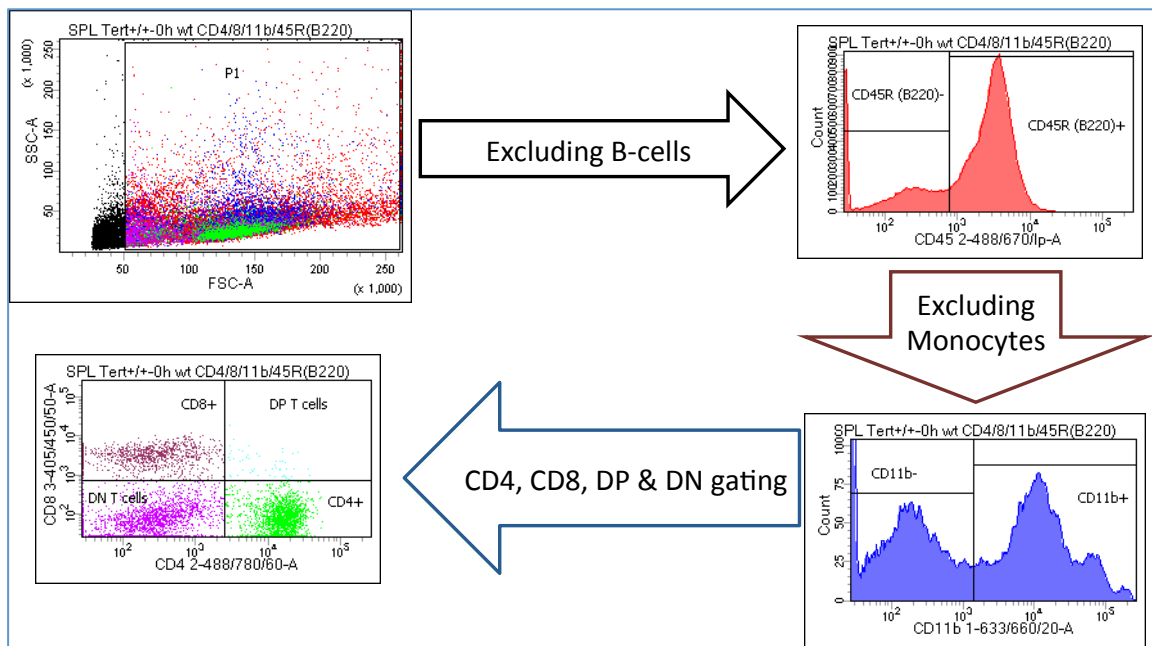 SPL Tert+/+-0h wt CD4/8/11b/45R(B220)
(x 1,000)
250
200
150
100
50
SSC-A
P1
50 100 150 200 250
FSC-A
(x 1,000)
Excluding B-cells
SPL Tert+/+-0h wt CD4/8/11b/45R(B220)
Count
CD45R (B220)-
CD45R (B220)+
10² 10³ 10⁴ 10⁵
CD45 2-488/670/lp-A
Excluding
Monocytes
SPL Tert+/+-0h wt CD4/8/11b/45R(B220)
Count
100
75
50
25
0
CD11b-
CD11b+
10² 10³ 10⁴ 10⁵
CD11b 1-633/660/20-A
CD4, CD8, DP & DN gating
SPL Tert+/+-0h wt CD4/8/11b/45R(B220)
CD8 3-405/450/50-A
10⁵
10⁴
10³
10²
CD8+
DP T cells
DN T cells
CD4+
10² 10³ 10⁴ 10⁵
CD4 2-488/780/60-A